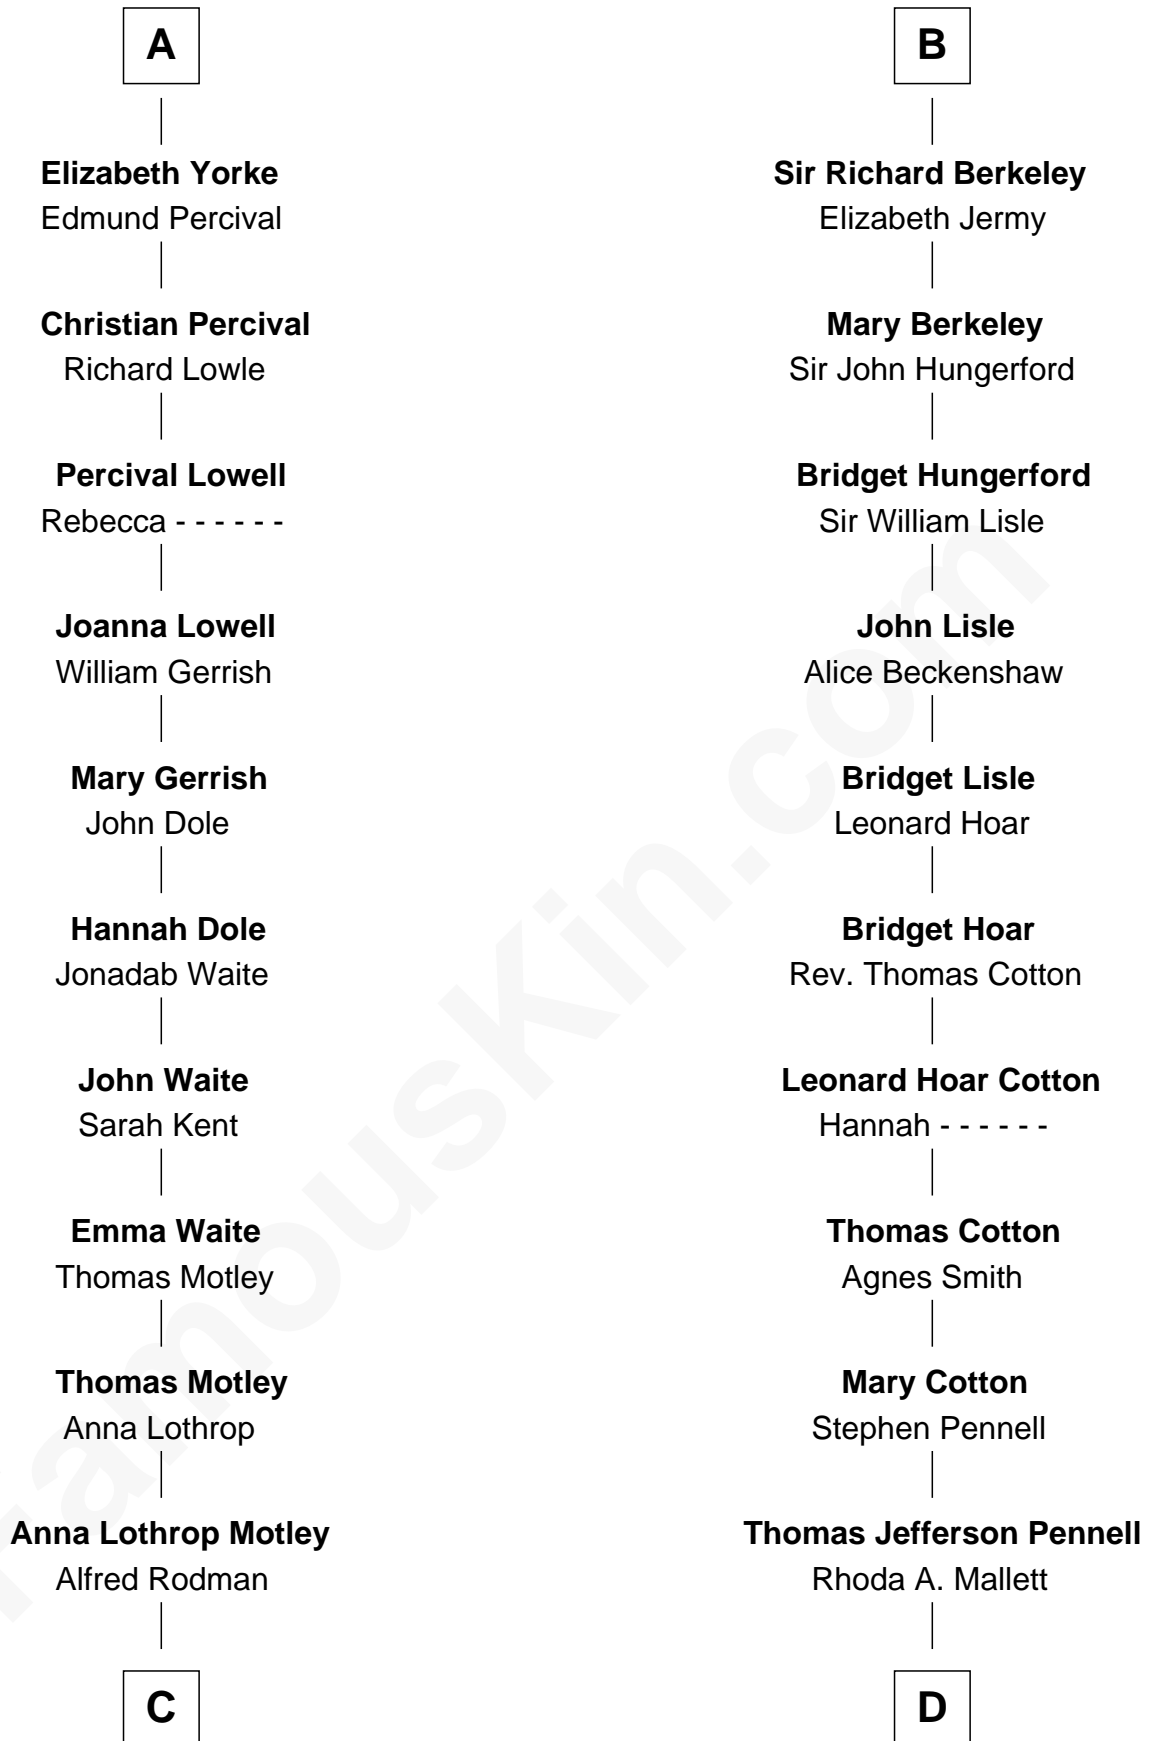 A
Elizabeth Yorke
Edmund Percival
Christian Percival
Richard Lowle
Percival Lowell
Rebecca - - - - - -
Joanna Lowell
William Gerrish
Mary Gerrish
John Dole
Hannah Dole
Jonadab Waite
John Waite
Sarah Kent
Emma Waite
Thomas Motley
Thomas Motley
Anna Lothrop
Anna Lothrop Motley
Alfred Rodman
C
B
Sir Richard Berkeley
Elizabeth Jermy
Mary Berkeley
Sir John Hungerford
Bridget Hungerford
Sir William Lisle
John Lisle
Alice Beckenshaw
Bridget Lisle
Leonard Hoar
Bridget Hoar
Rev. Thomas Cotton
Leonard Hoar Cotton
Hannah - - - - - -
Thomas Cotton
Agnes Smith
Mary Cotton
Stephen Pennell
Thomas Jefferson Pennell
Rhoda A. Mallett
D
FamousKin.com